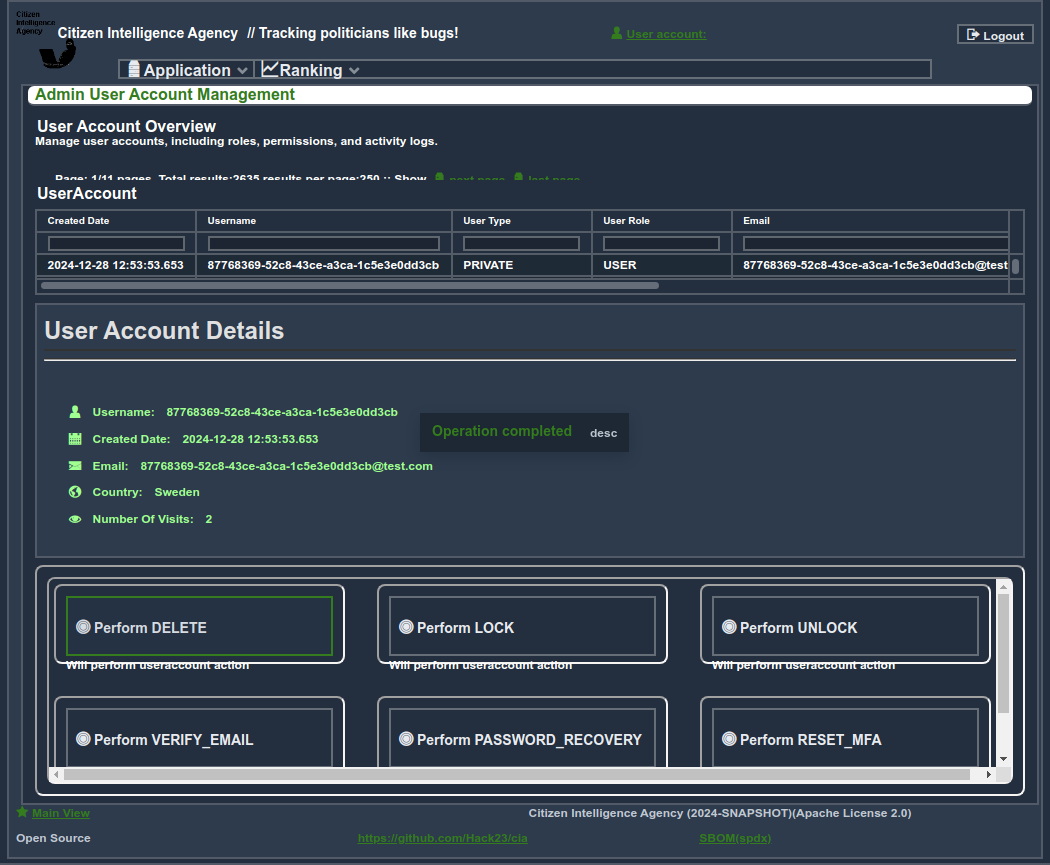 Citizen
Intelligence
Agency
Citizen Intelligence Agency // Tracking politicians like bugs!
User account:
Logout
Application
Ranking
Admin User Account Management
User Account Overview
Manage user accounts, including roles, permissions, and activity logs.
Page: 1/11 pages. Total results:2635 results per page:250 :: Show next page last page
UserAccount
Created Date Username User Type User Role Email
2024-12-28 12:53:53.653 87768369-52c8-43ce-a3ca-1c5e3e0dd3cb PRIVATE USER 87768369-52c8-43ce-a3ca-1c5e3e0dd3cb@test
User Account Details
Username: 87768369-52c8-43ce-a3ca-1c5e3e0dd3cb
Created Date: 2024-12-28 12:53:53.653
Operation completed desc
Email: 87768369-52c8-43ce-a3ca-1c5e3e0dd3cb@test.com
Country: Sweden
Number Of Visits: 2
Perform DELETE Perform LOCK Perform UNLOCK
Will perform useraccount action Will perform useraccount action Will perform useraccount action
Perform VERIFY_EMAIL Perform PASSWORD_RECOVERY Perform RESET_MFA
Main View Citizen Intelligence Agency (2024-SNAPSHOT)(Apache License 2.0)
Open Source https://github.com/Hack23/cia SBOM(spdx)